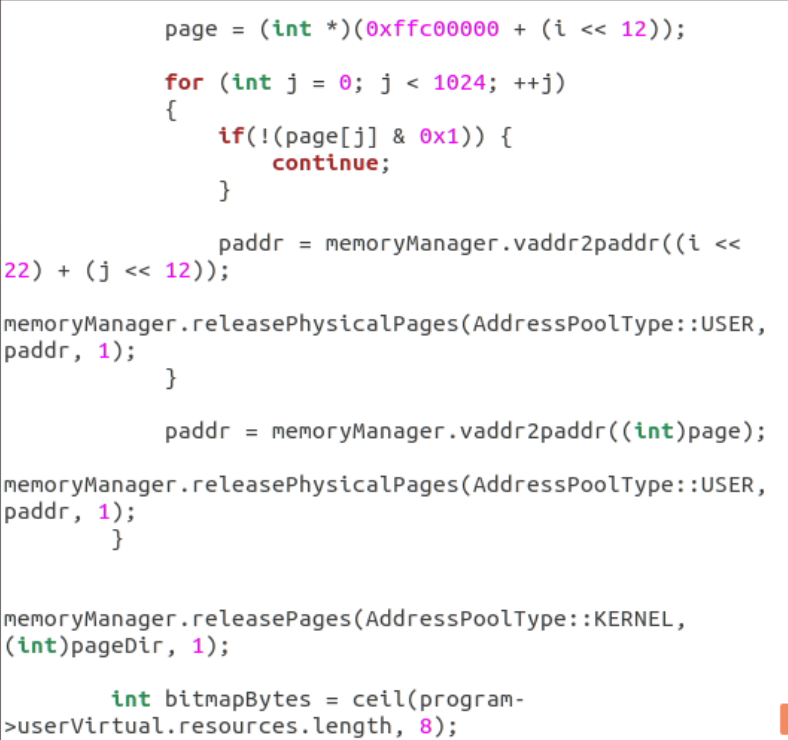 page = (int *)(0xffc00000 + (i << 12));
for (int j = 0; j < 1024; ++j)
{
if(!(page[j] & 0x1)) {
continue;
}
paddr = memoryManager.vaddr2paddr((i <<
22) + (j << 12));
memoryManager.releasePhysicalPages(AddressPoolType::USER,
paddr, 1);
}
paddr = memoryManager.vaddr2paddr((int)page);
memoryManager.releasePhysicalPages(AddressPoolType::USER,
paddr, 1);
}
memoryManager.releasePages(AddressPoolType::KERNEL,
(int)pageDir, 1);
int bitmapBytes = ceil(program-
>userVirtual.resources.length, 8);